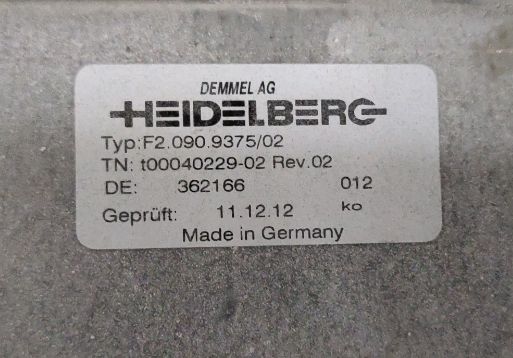 DEMMEL AG
HEIDELBERG
Typ:F2.090.9375/02
TN: t00040229-02 Rev.02
DE: 362166 012
Geprüft: 11.12.12 ko
Made in Germany